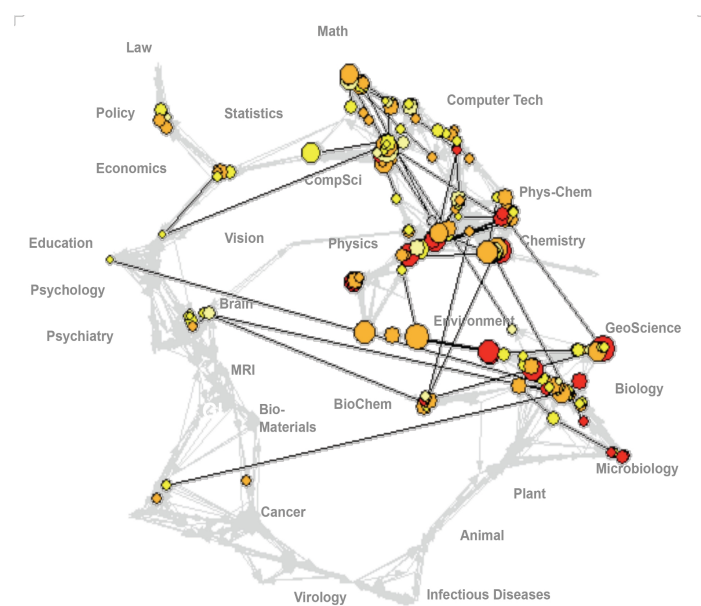 Math
Law
Computer Tech
Policy
Statistics
Economics
CompSci
Phys-Chem
Education
Vision
Physics
Chemistry
Psychology
Brain
Environment
GeoScience
Psychiatry
MRI
Biology
BioChem
Bio-
Materials
Microbiology
Plant
Cancer
Animal
Virology
Infectious Diseases